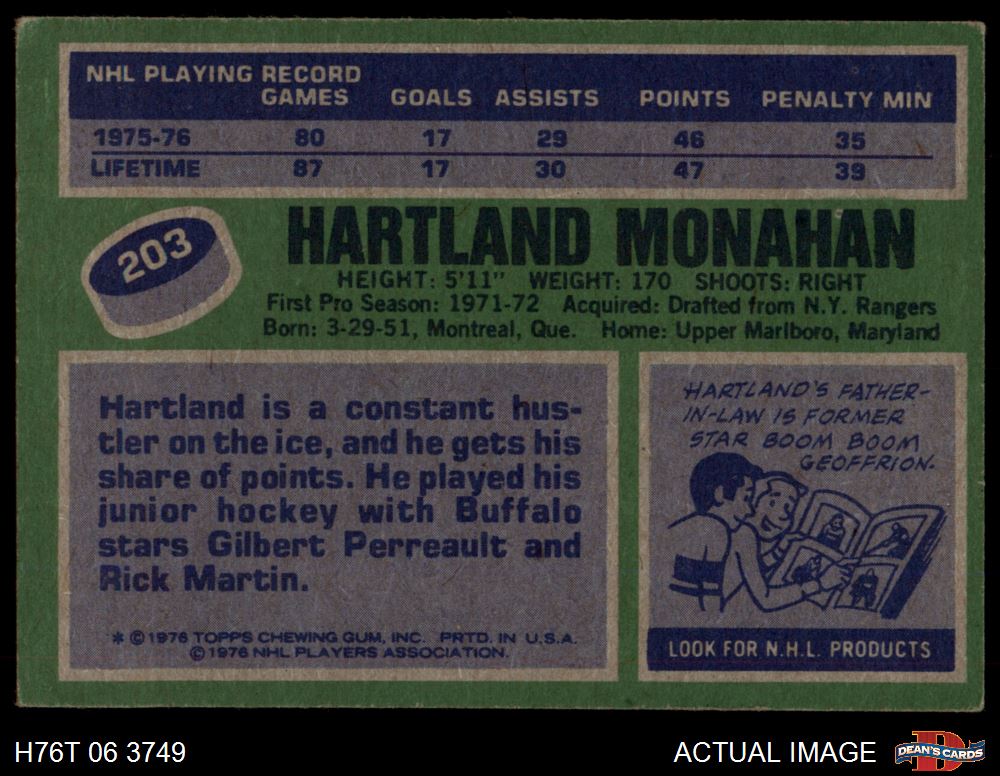 NHL PLAYING RECORD
GAMES GOALS ASSISTS POINTS PENALTY MIN
1975-76 80 17 29 46 35
LIFETIME 87 17 30 47 39
203
HARTLAND MONAHAN
HEIGHT: 5'11" WEIGHT: 170 SHOOTS: RIGHT
First Pro Season: 1971-72 Acquired: Drafted from N.Y. Rangers
Born: 3-29-51, Montreal, Que. Home: Upper Marlboro, Maryland
Hartland is a constant hus-
tler on the ice, and he gets his
share of points. He played his
junior hockey with Buffalo
stars Gilbert Perreault and
Rick Martin.
* © 1976 TOPPS CHEWING GUM, INC. PRTD. IN U.S.A.
© 1976 NHL PLAYERS ASSOCIATION.
HARTLAND'S FATHER-
IN-LAW IS FORMER
STAR BOOM BOOM
GEOFFRION.
LOOK FOR N.H.L. PRODUCTS
H76T 06 3749
ACTUAL IMAGE
DEAN'S CARDS